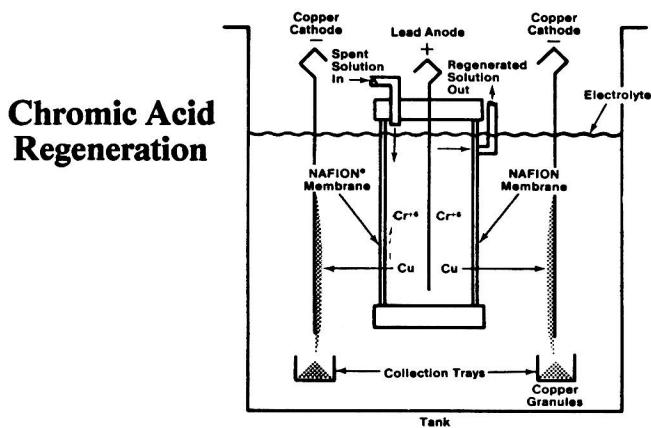 Chromic Acid
Regeneration
Copper
Cathode
−
Spent
Solution
In
Lead Anode
+
Regenerated
Solution
Out
Copper
Cathode
−
Electrolyte
NAFION®
Membrane
NAFION
Membrane
Cr+6
Cr+6
Cu
Cu
Collection Trays
Copper
Granules
Tank